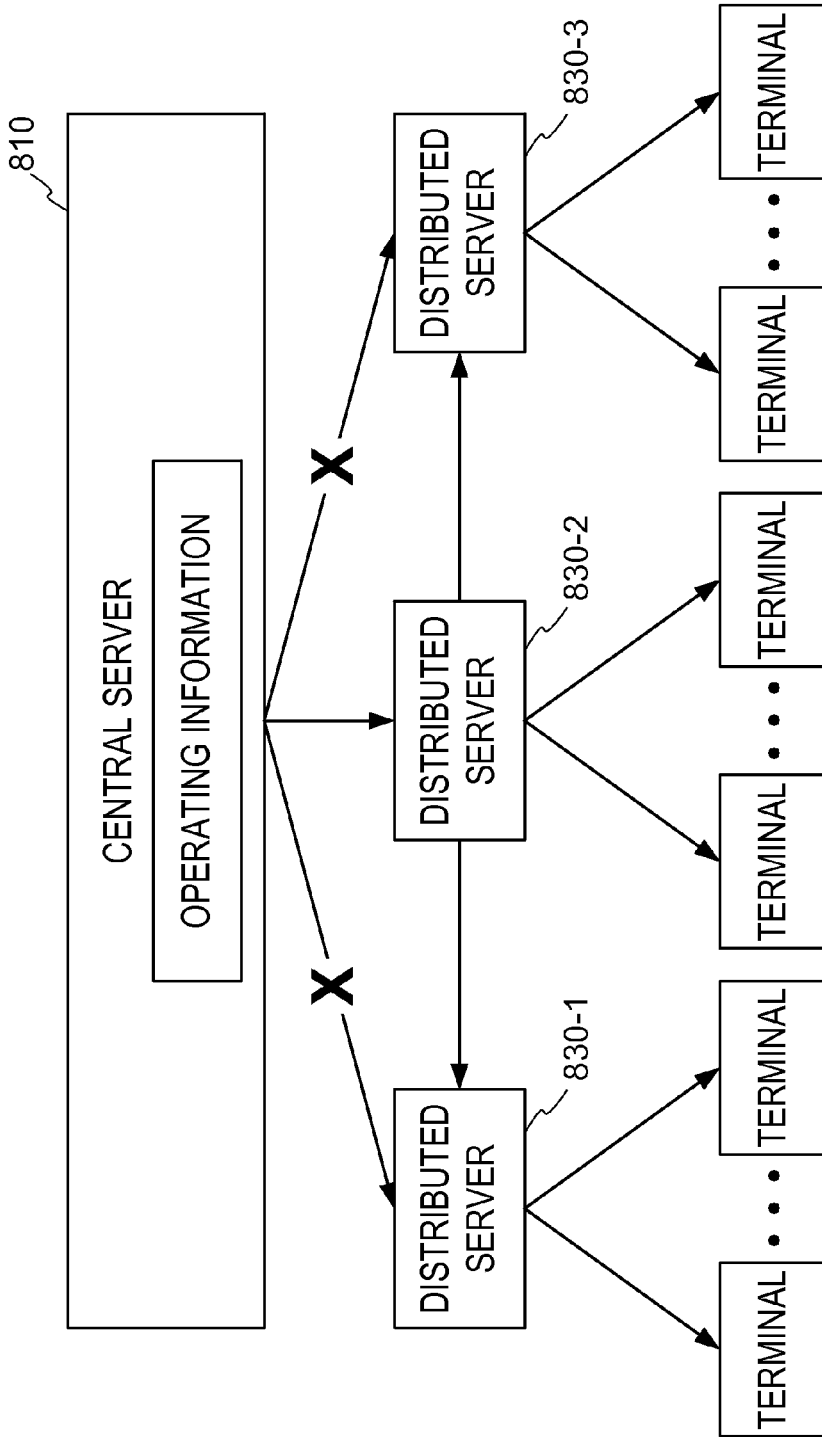 810
CENTRAL SERVER
OPERATING INFORMATION
X
X
DISTRIBUTED
SERVER
830-1
DISTRIBUTED
SERVER
830-2
DISTRIBUTED
SERVER
830-3
TERMINAL
TERMINAL
TERMINAL
TERMINAL
TERMINAL
TERMINAL